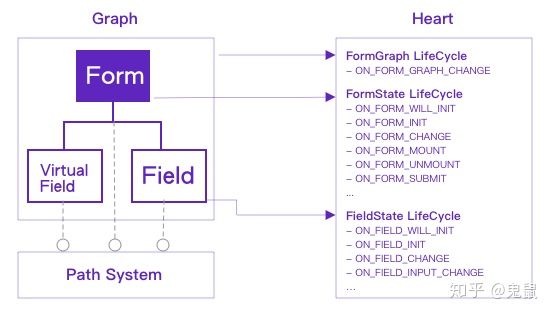 Graph
Form
Virtual
Field
Field
Path System
Heart
FormGraph LifeCycle
– ON_FORM_GRAPH_CHANGE
FormState LifeCycle
– ON_FORM_WILL_INIT
– ON_FORM_INIT
– ON_FORM_CHANGE
– ON_FORM_MOUNT
– ON_FORM_UNMOUNT
– ON_FORM_SUBMIT
...
FieldState LifeCycle
– ON_FIELD_WILL_INIT
– ON_FIELD_INIT
– ON_FIELD_CHANGE
– ON_FIELD_INPUT_CHANGE
...
知乎 @鬼鼠